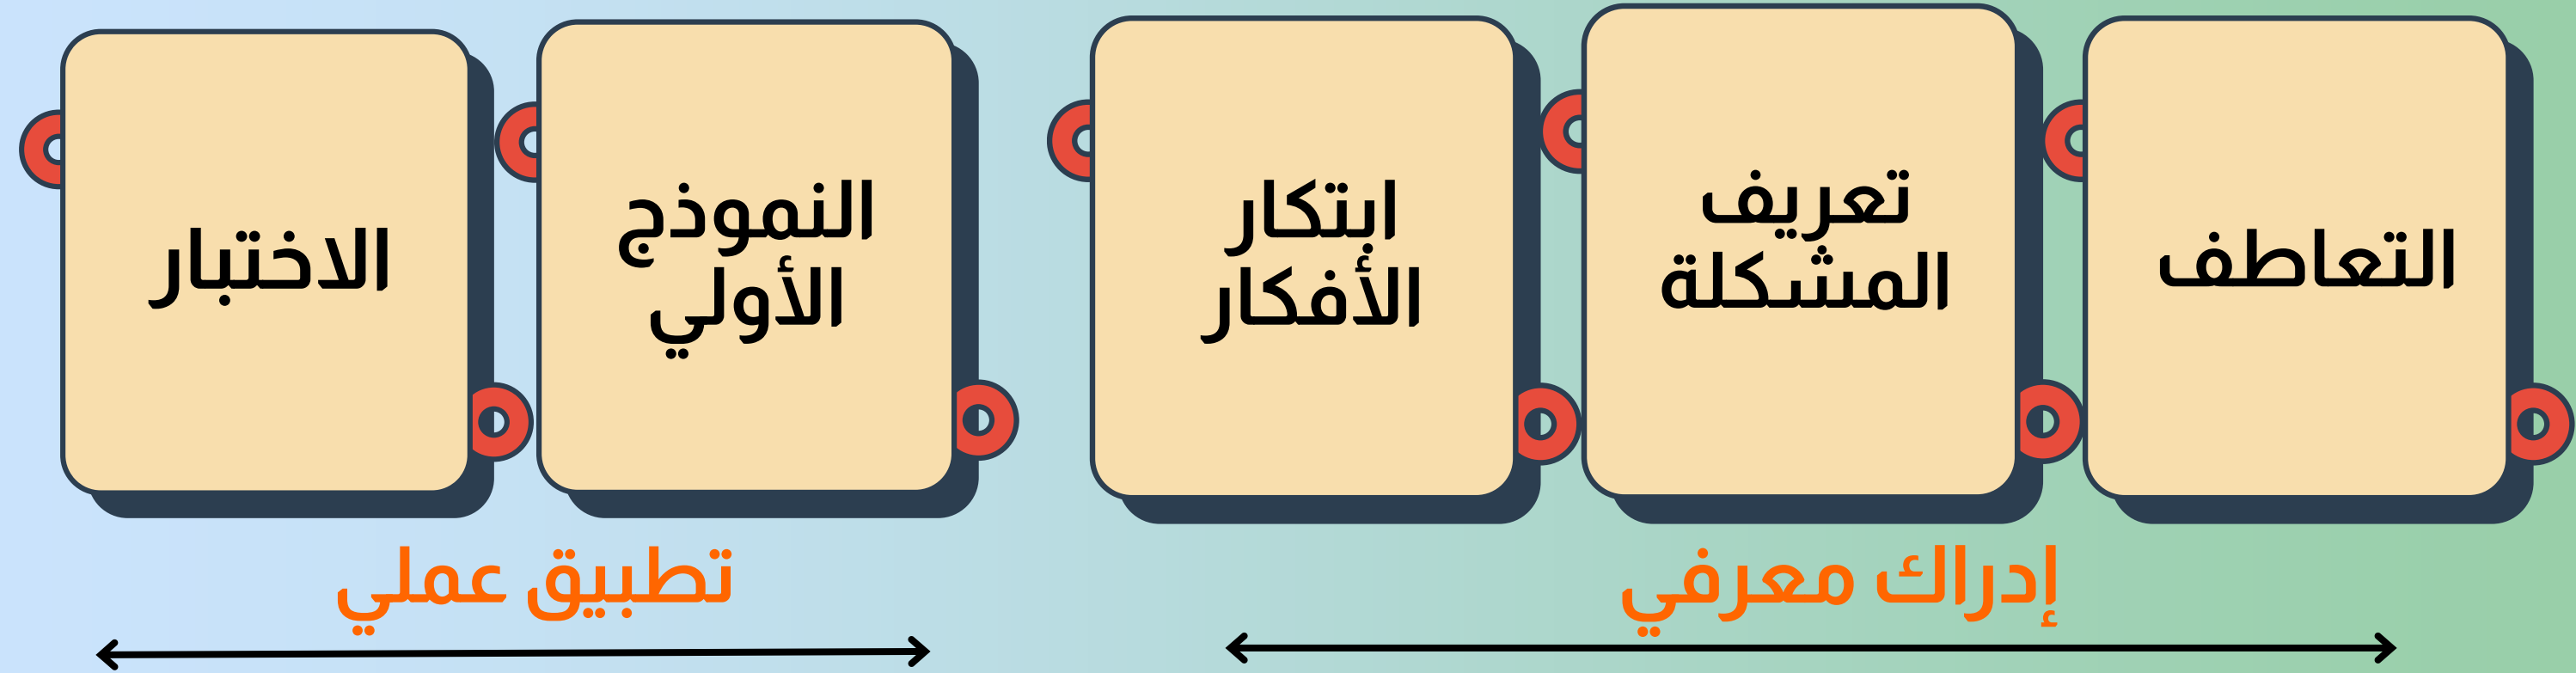 التعاطف
تعريف
المشكلة
ابتكار
الأفكار
النموذج
الأولي
الاختبار
إدراك معرفي
تطبيق عملي